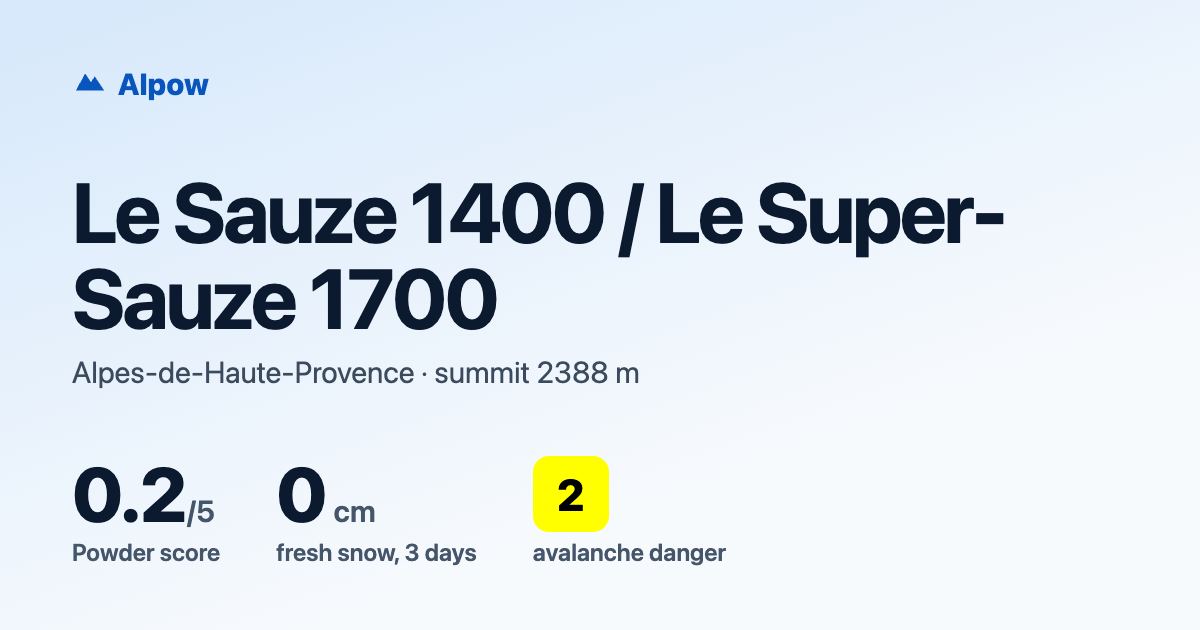 Alpow
Le Sauze 1400 / Le Super-
Sauze 1700
Alpes-de-Haute-Provence · summit 2388 m
0.2/5
Powder score
0 cm
fresh snow, 3 days
2
avalanche danger